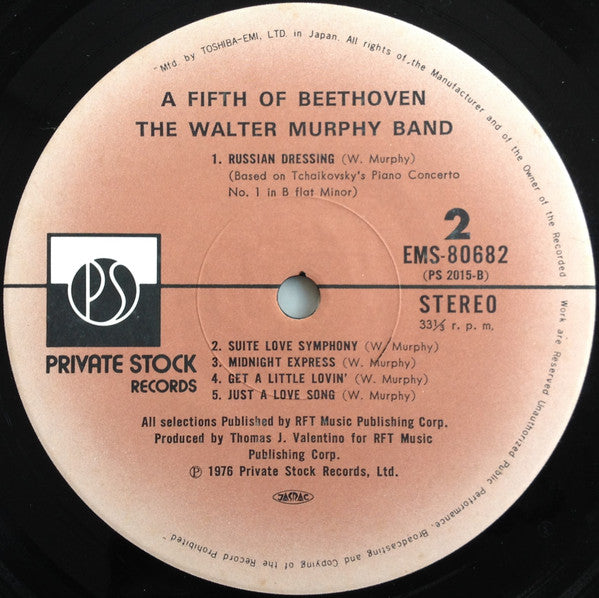 Mfd. by TOSHIBA-EMI, LTD. in Japan. All rights of the Manufacturer and of the Owner of the Recorded Work are Reserved Unauthorized Public Performance, Broadcasting and Copying of the Record Prohibited
A FIFTH OF BEETHOVEN
THE WALTER MURPHY BAND
1. RUSSIAN DRESSING (W. Murphy)
(Based on Tchaikovsky's Piano Concerto
No. 1 in B flat Minor)
2
EMS-80682
(PS 2015-B)
STEREO
33⅓ r. p. m.
PS
PRIVATE STOCK
RECORDS
2. SUITE LOVE SYMPHONY (W. Murphy)
3. MIDNIGHT EXPRESS (W. Murphy)
4. GET A LITTLE LOVIN' (W. Murphy)
5. JUST A LOVE SONG (W. Murphy)
All selections Published by RFT Music Publishing Corp.
Produced by Thomas J. Valentino for RFT Music
Publishing Corp.
Ⓟ 1976 Private Stock Records, Ltd.
JASRAC